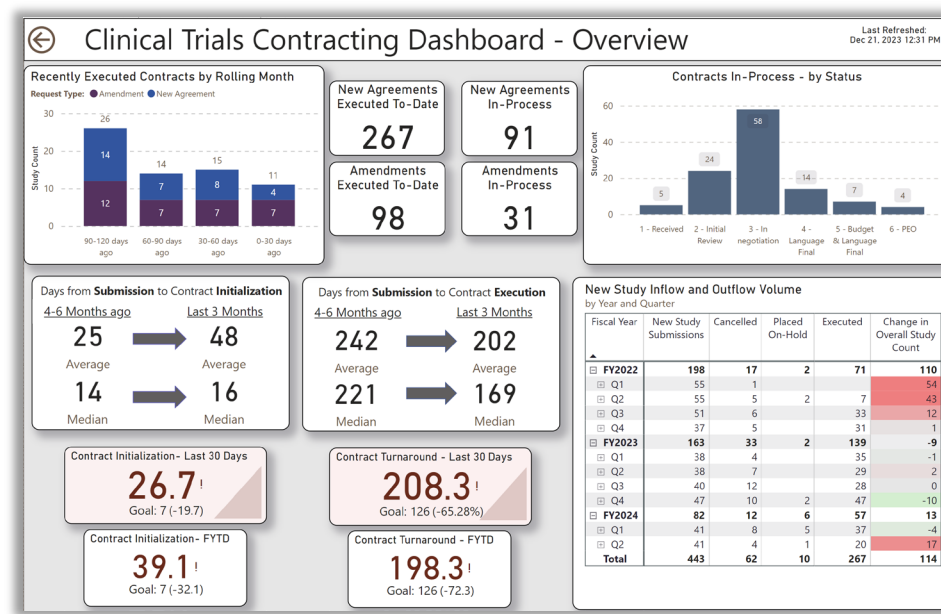 Clinical Trials Contracting Dashboard - Overview
Last Refreshed:
Dec 21, 2023 12:31 PM
Recently Executed Contracts by Rolling Month
Request Type: Amendment New Agreement
Study Count
30
20
10
0
26
14
12
14
7
7
15
8
7
11
4
7
90-120 days
ago
60-90 days
ago
30-60 days
ago
0-30 days
ago
New Agreements
Executed To-Date
267
New Agreements
In-Process
91
Amendments
Executed To-Date
98
Amendments
In-Process
31
Contracts In-Process - by Status
Study Count
60
40
20
0
5
24
58
14
7
4
1 - Received
2 - Initial
Review
3 - In
negotiation
4 -
Language
Final
5 - Budget
& Language
Final
6 - PEO
Days from Submission to Contract Initialization
4-6 Months ago Last 3 Months
25 48
Average Average
14 16
Median Median
Days from Submission to Contract Execution
4-6 Months ago Last 3 Months
242 202
Average Average
221 169
Median Median
Contract Initialization- Last 30 Days
26.7!
Goal: 7 (-19.7)
Contract Turnaround - Last 30 Days
208.3!
Goal: 126 (-65.28%)
Contract Initialization- FYTD
39.1!
Goal: 7 (-32.1)
Contract Turnaround - FYTD
198.3!
Goal: 126 (-72.3)
New Study Inflow and Outflow Volume
by Year and Quarter
Fiscal Year New Study Submissions Cancelled Placed On-Hold Executed Change in Overall Study Count
FY2022 198 17 2 71 110
Q1 55 1 54
Q2 55 5 2 7 43
Q3 51 6 33 12
Q4 37 5 31 1
FY2023 163 33 2 139 -9
Q1 38 4 35 -1
Q2 38 7 29 2
Q3 40 12 28 0
Q4 47 10 2 47 -10
FY2024 82 12 6 57 13
Q1 41 8 5 37 -4
Q2 41 4 1 20 17
Total 443 62 10 267 114